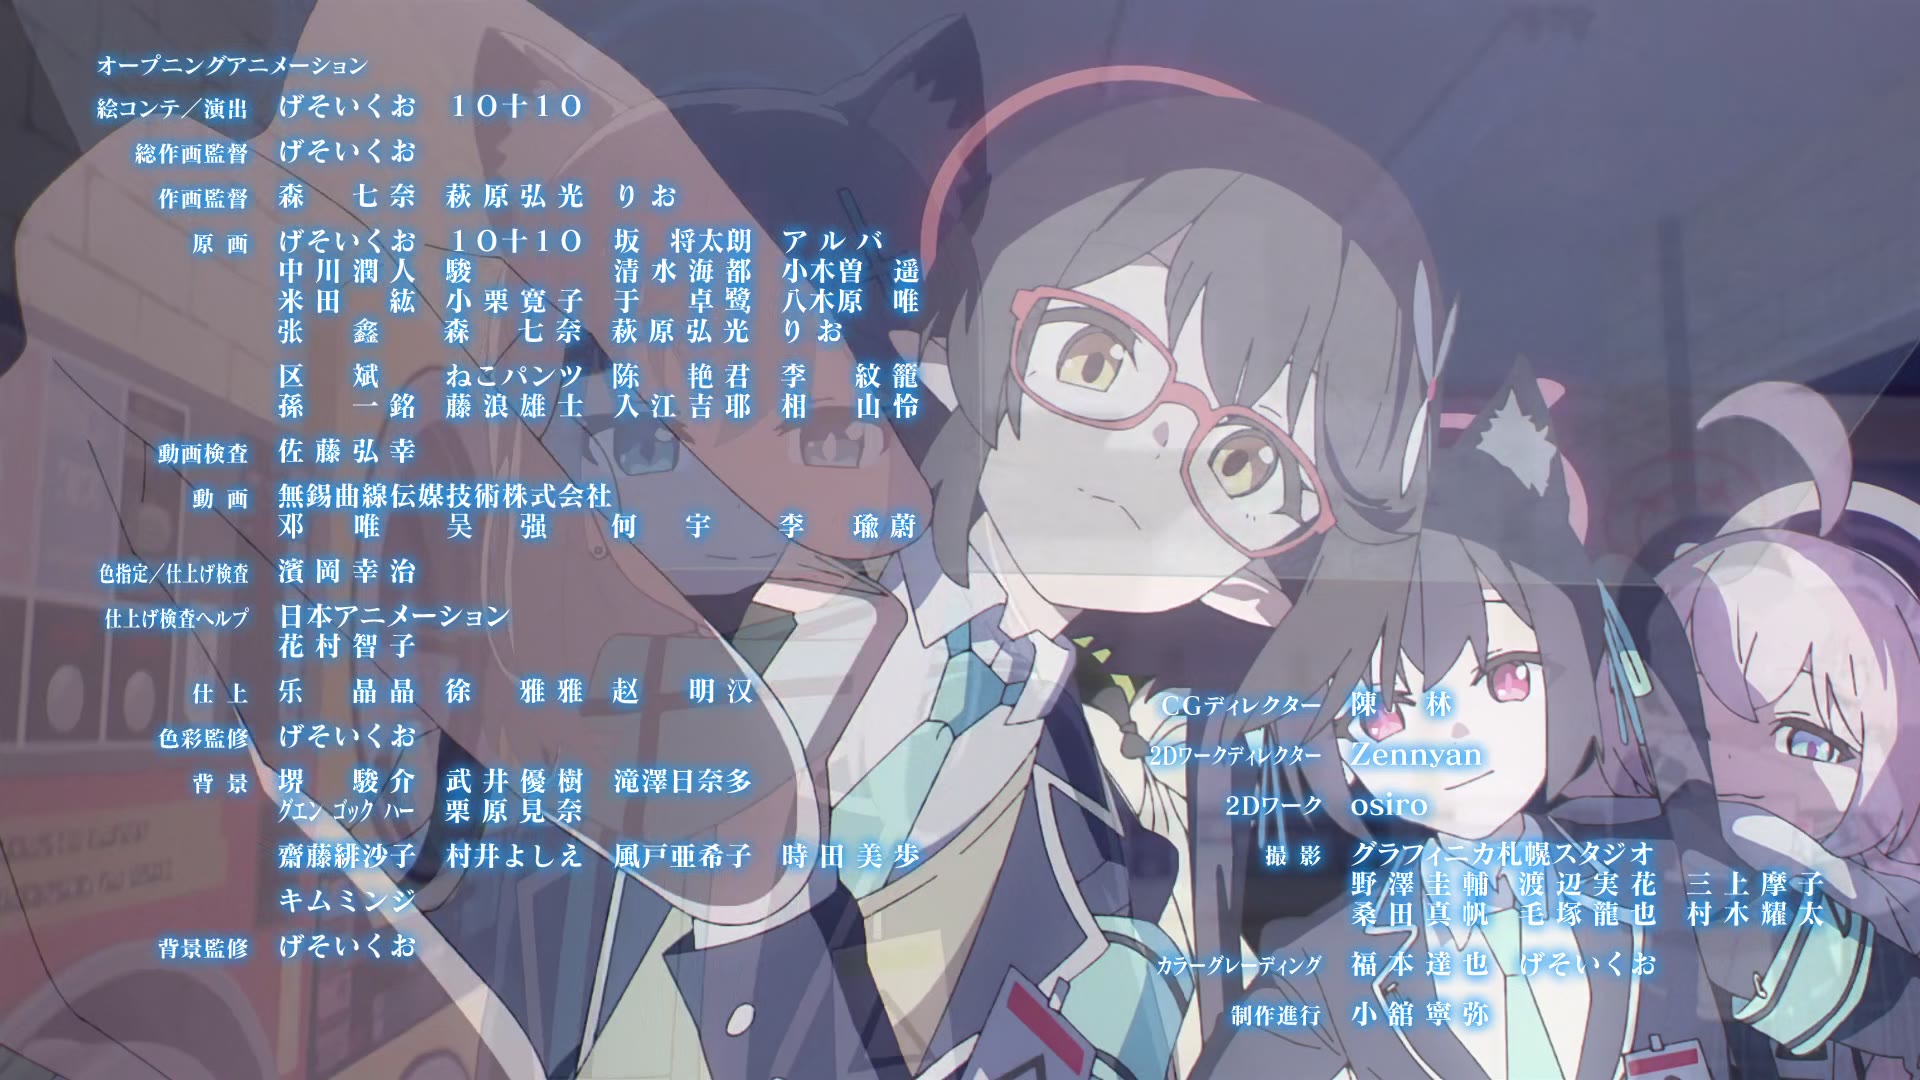 オープニングアニメーション
絵コンテ／演出 げそいくお 10十10
総作画監督 げそいくお
作画監督 森 七奈 萩原弘光 りお
原画 げそいくお 10十10 坂 将太朗 アルバ
中川潤人 駿 清水海都 小木曽 遥
米田 紘 小栗寛子 于 卓鹭 八木原 唯
张 鑫 森 七奈 萩原弘光 りお
区 斌 ねこパンツ 陈 艳君 李 紋籠
孫 一銘 藤浪雄士 入江吉耶 相 山怜
動画検査 佐藤弘幸
動画 無錫曲線伝媒技術株式会社
邓 唯 吴 强 何 宇 李 瑜蔚
色指定／仕上げ検査 濱岡幸治
仕上げ検査ヘルプ 日本アニメーション
花村智子
仕上 乐 晶晶 徐 雅雅 赵 明汉
色彩監修 げそいくお
背景 堺 駿介 武井優樹 滝澤日奈多
グエン ゴック ハー 栗原見奈
齋藤緋沙子 村井よしえ 風戸亜希子 時田美歩
キムミンジ
背景監修 げそいくお
CGディレクター 陳 林
2Dワークディレクター Zennyan
2Dワーク osiro
撮影 グラフィニカ札幌スタジオ
野澤圭輔 渡辺実花 三上摩子
桑田真帆 毛塚龍也 村木耀太
カラーグレーディング 福本達也 げそいくお
制作進行 小舘寧弥